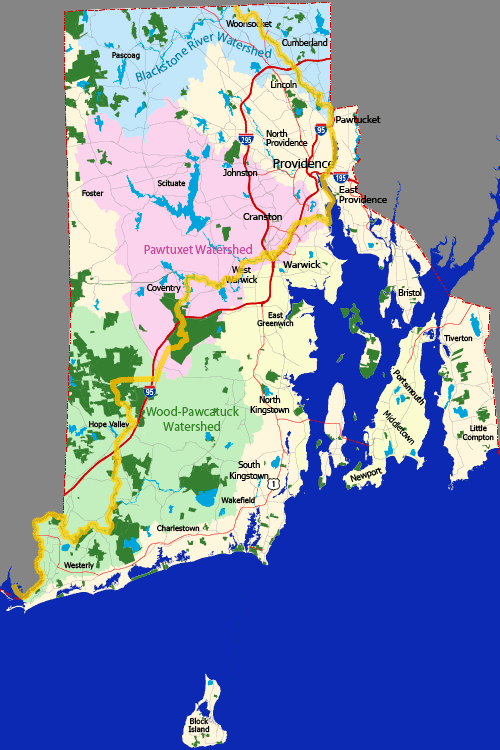 Woonsocket
Cumberland
Pascoag
Blackstone River Watershed
Lincoln
Pawtucket
95
295
North
Providence
Providence
Johnston
195
East
Providence
Foster
Scituate
Cranston
Pawtuxet Watershed
West
Warwick
Warwick
Coventry
Bristol
East
Greenwich
Tiverton
Portsmouth
95
Wood-Pawcatuck
Watershed
North
Kingstown
Middletown
Hope Valley
Little
Compton
South
Kingstown
Newport
1
Wakefield
Charlestown
Westerly
Block
Island